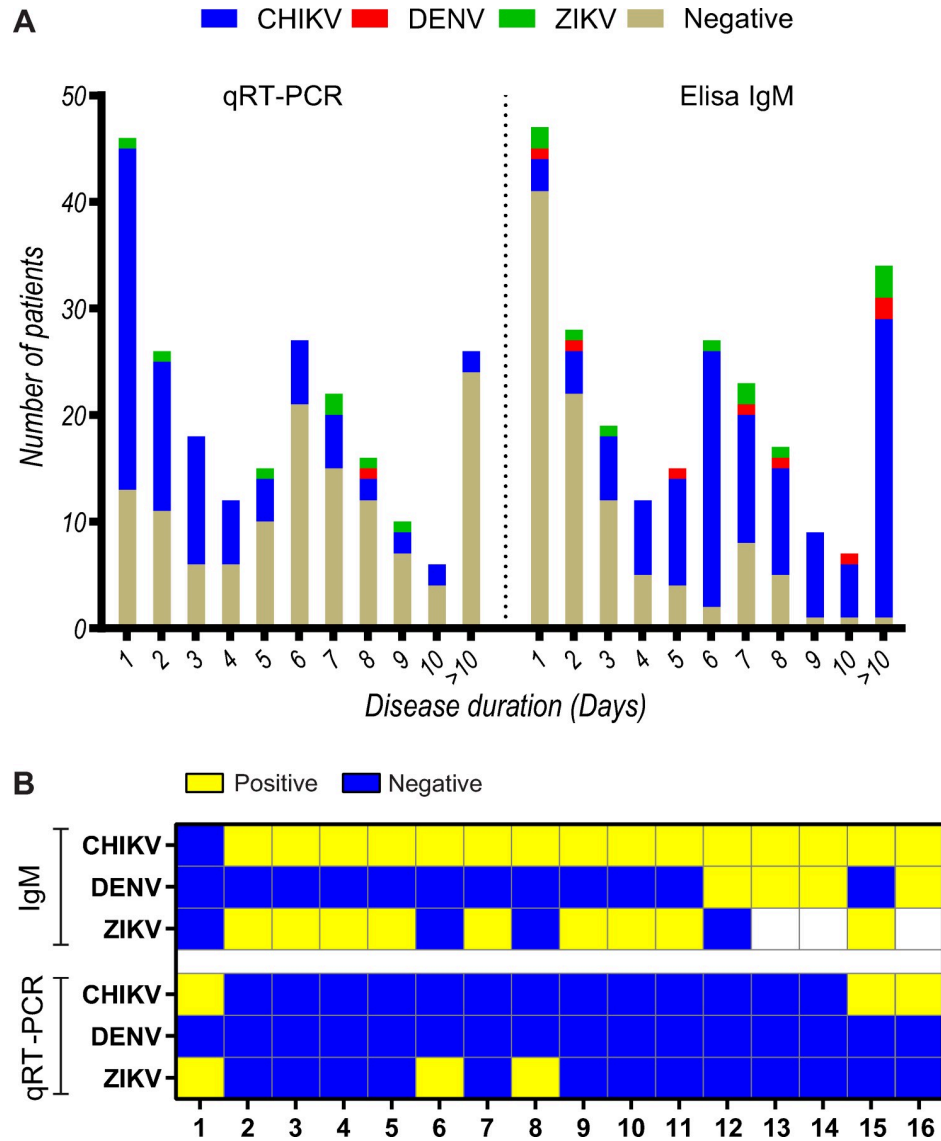 A
CHIKV DENV ZIKV Negative
qRT-PCR Elisa IgM
Number of patients
50
40
30
20
10
0
1 2 3 4 5 6 7 8 9 10 >10 1 2 3 4 5 6 7 8 9 10 >10
Disease duration (Days)
B
Positive Negative
IgM
CHIKV
DENV
ZIKV
qRT-PCR
CHIKV
DENV
ZIKV
1 2 3 4 5 6 7 8 9 10 11 12 13 14 15 16